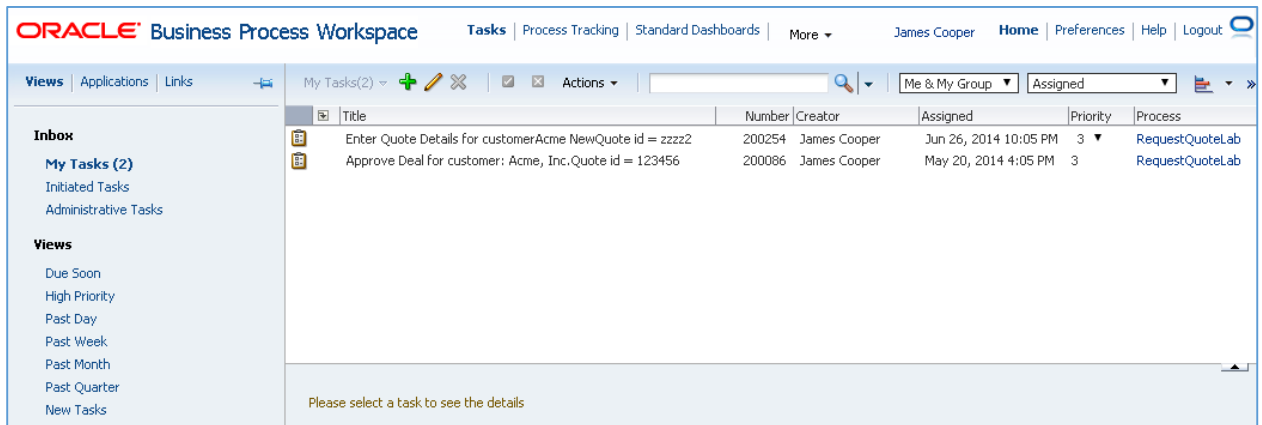 ORACLE Business Process Workspace Tasks Process Tracking Standard Dashboards More James Cooper Home Preferences Help Logout
Views Applications Links My Tasks(2) Actions Me & My Group Assigned »
Title Number Creator Assigned Priority Process
Enter Quote Details for customerAcme NewQuote id = zzzz2 200254 James Cooper Jun 26, 2014 10:05 PM 3 RequestQuoteLab
Approve Deal for customer: Acme, Inc.Quote id = 123456 200086 James Cooper May 20, 2014 4:05 PM 3 RequestQuoteLab
Inbox
My Tasks (2)
Initiated Tasks
Administrative Tasks
Views
Due Soon
High Priority
Past Day
Past Week
Past Month
Past Quarter
New Tasks
Please select a task to see the details